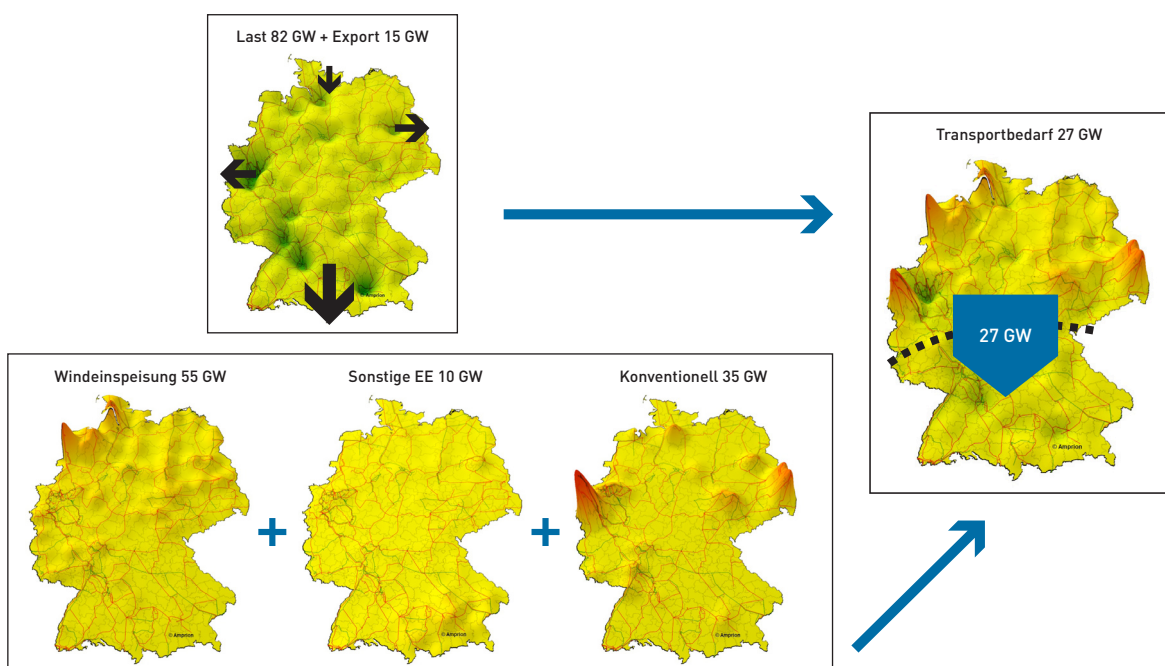 Last 82 GW + Export 15 GW
© Amprion
Transportbedarf 27 GW
27 GW
© Amprion
Windeinspeisung 55 GW
Sonstige EE 10 GW
Konventionell 35 GW
+
+
© Amprion
© Amprion
© Amprion